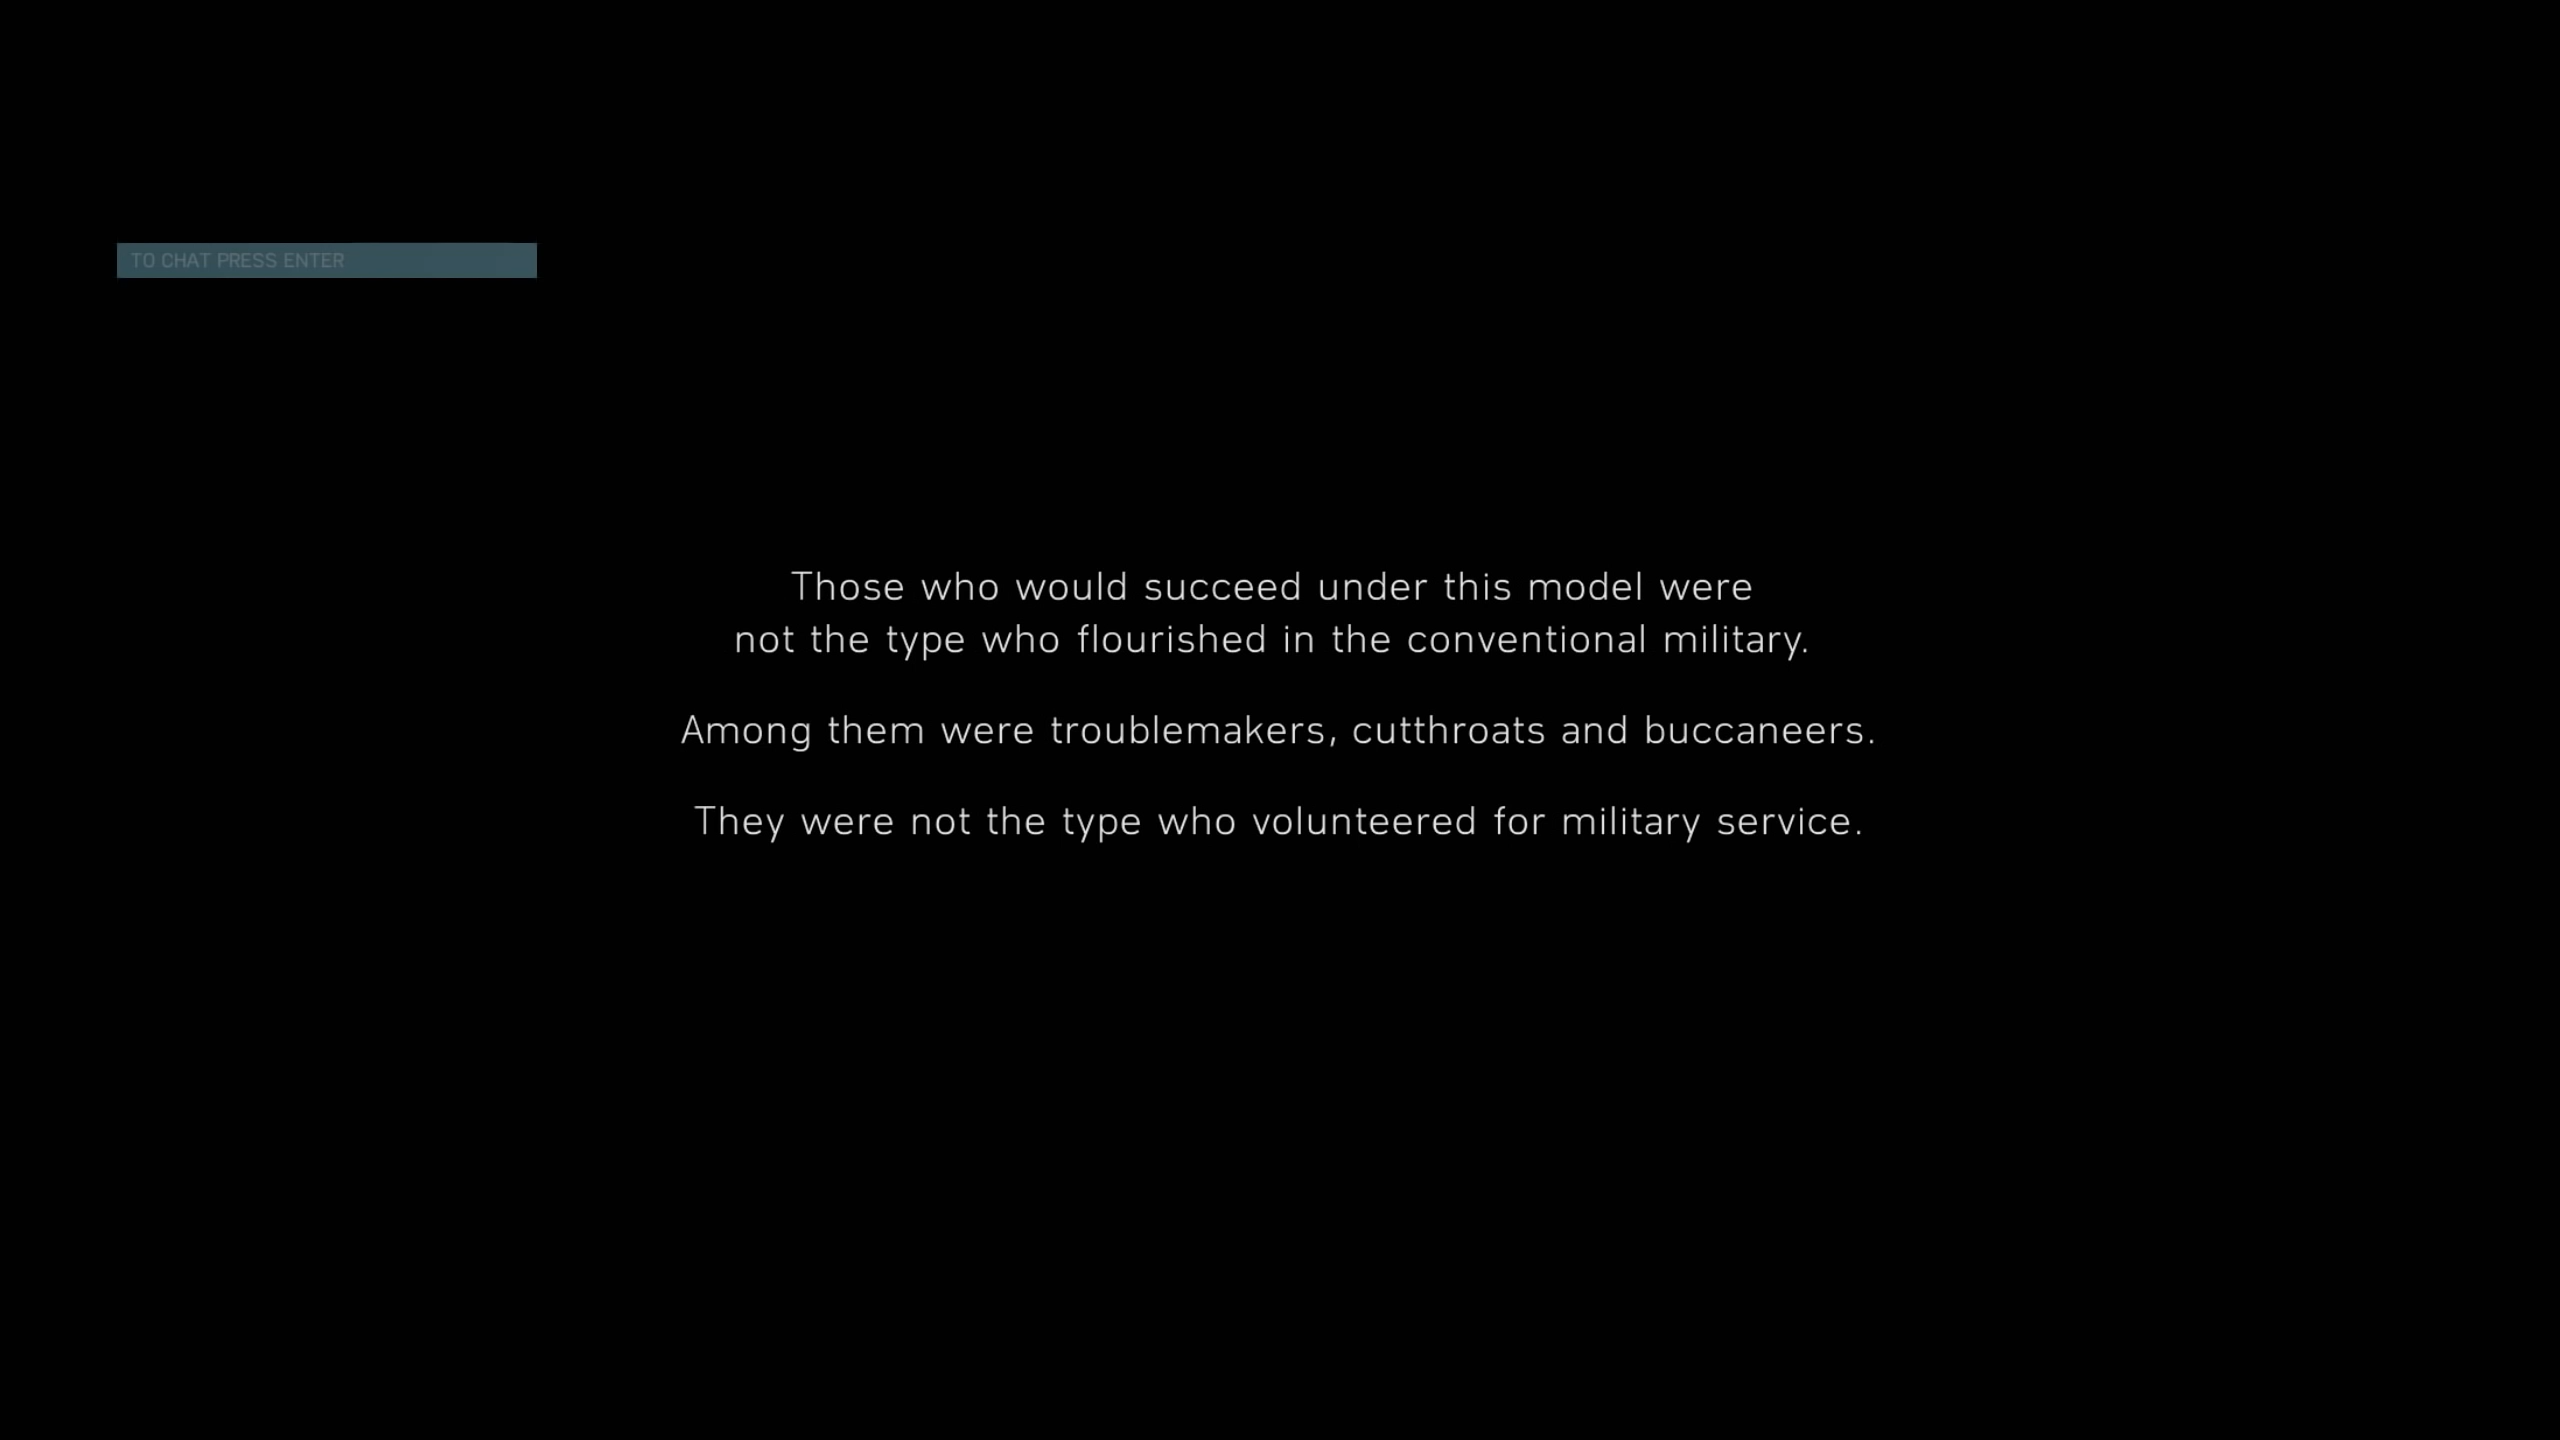 TO CHAT PRESS ENTER
Those who would succeed under this model were
not the type who flourished in the conventional military.
Among them were troublemakers, cutthroats and buccaneers.
They were not the type who volunteered for military service.